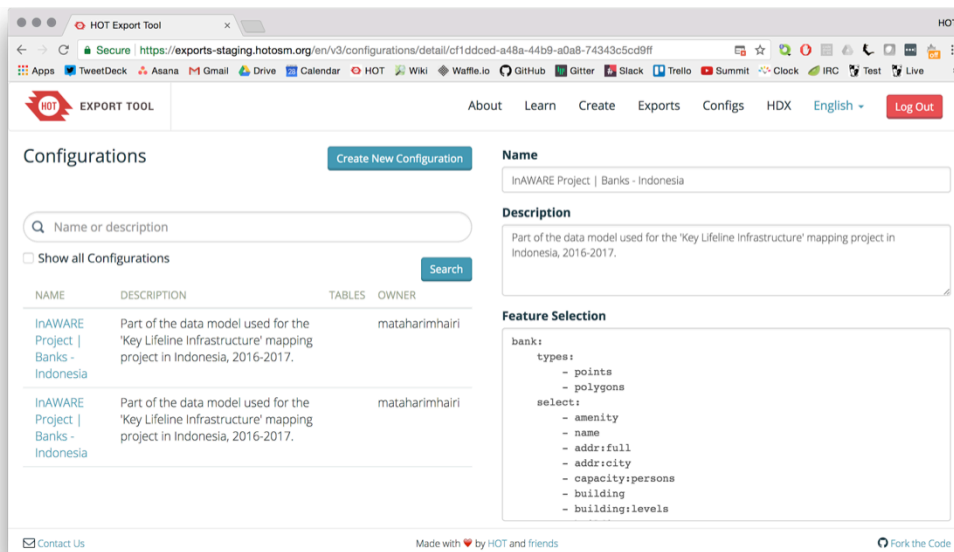 HOT Export Tool
HOT
Secure | https://exports-staging.hotosm.org/en/v3/configurations/detail/cf1ddced-a48a-44b9-a0a8-74343c5cd9ff
Apps TweetDeck Asana Gmail Drive Calendar HOT Wiki Waffle.io GitHub Gitter Slack Trello Summit Clock IRC Test Live
HOT EXPORT TOOL About Learn Create Exports Configs HDX English Log Out
Configurations
Create New Configuration
Name or description
Show all Configurations
Search
NAME DESCRIPTION TABLES OWNER
InAWARE Part of the data model used for the mataharimhairi
Project | 'Key Lifeline Infrastructure' mapping
Banks - project in Indonesia, 2016-2017.
Indonesia
InAWARE Part of the data model used for the mataharimhairi
Project | 'Key Lifeline Infrastructure' mapping
Banks - project in Indonesia, 2016-2017.
Indonesia
Name
InAWARE Project | Banks - Indonesia
Description
Part of the data model used for the 'Key Lifeline Infrastructure' mapping project in
Indonesia, 2016-2017.
Feature Selection
bank:
types:
- points
- polygons
select:
- amenity
- name
- addr:full
- addr:city
- capacity:persons
- building
- building:levels
Contact Us Made with ❤ by HOT and friends Fork the Code